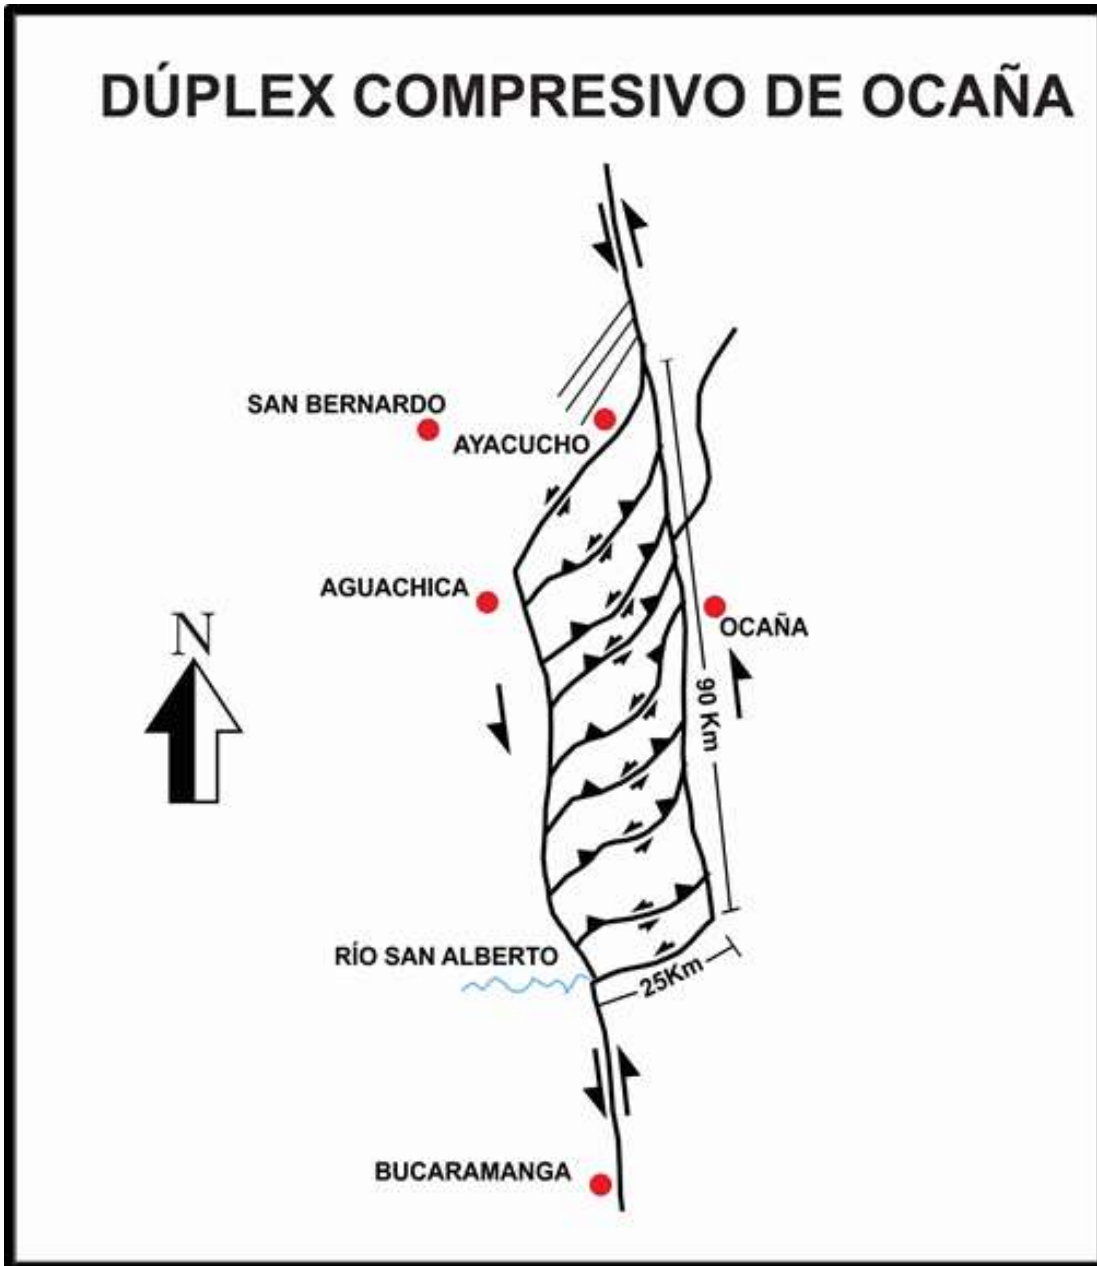 DÚPLEX COMPRESIVO DE OCAÑA
SAN BERNARDO
AYACUCHO
AGUACHICA
N
OCAÑA
90 Km
RÍO SAN ALBERTO
25Km
BUCARAMANGA